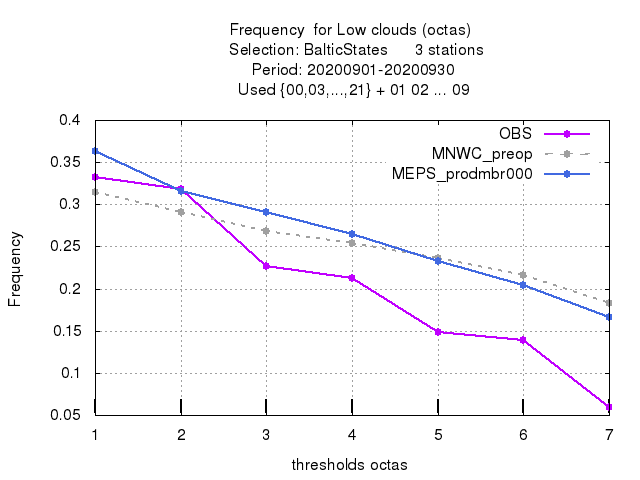 Frequency  for Low clouds (octas)
Selection: BalticStates      3 stations
Period: 20200901-20200930
Used {00,03,...,21} + 01 02 ... 09
OBS
MNWC_preop
MEPS_prodmbr000
0.4
0.35
0.3
0.25
0.2
0.15
0.1
0.05
Frequency
1 2 3 4 5 6 7
thresholds octas